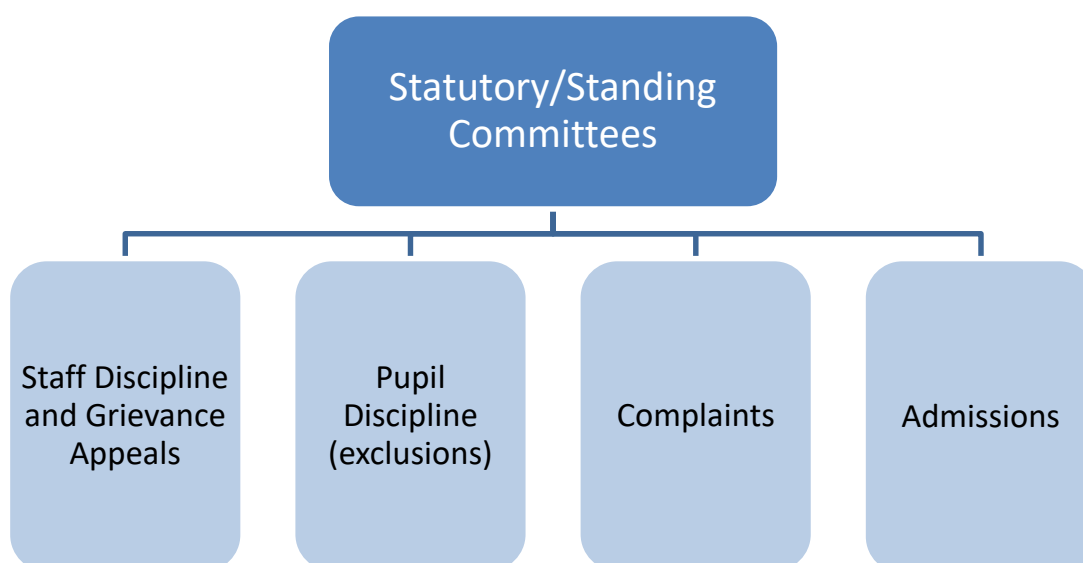 Statutory/Standing
Committees
Staff Discipline
and Grievance
Appeals
Pupil
Discipline
(exclusions)
Complaints
Admissions